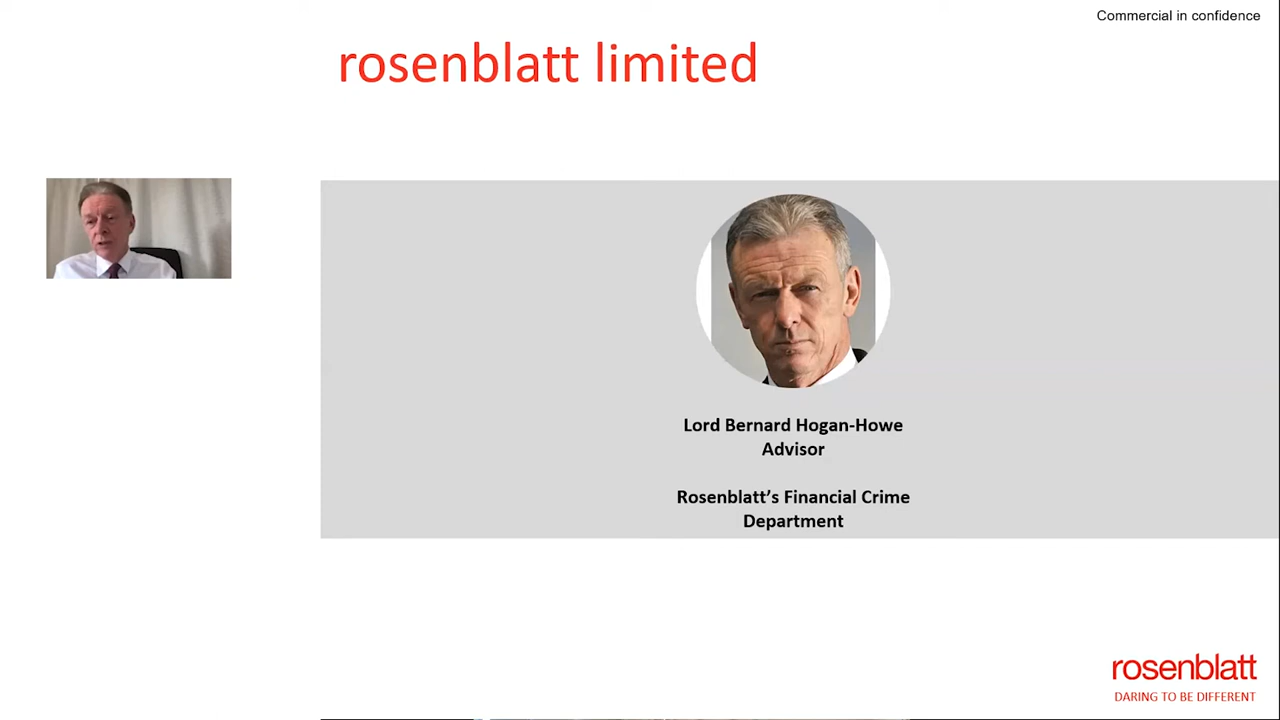 Commercial in confidence
rosenblatt limited
Lord Bernard Hogan-Howe
Advisor
Rosenblatt’s Financial Crime
Department
rosenblatt
DARING TO BE DIFFERENT